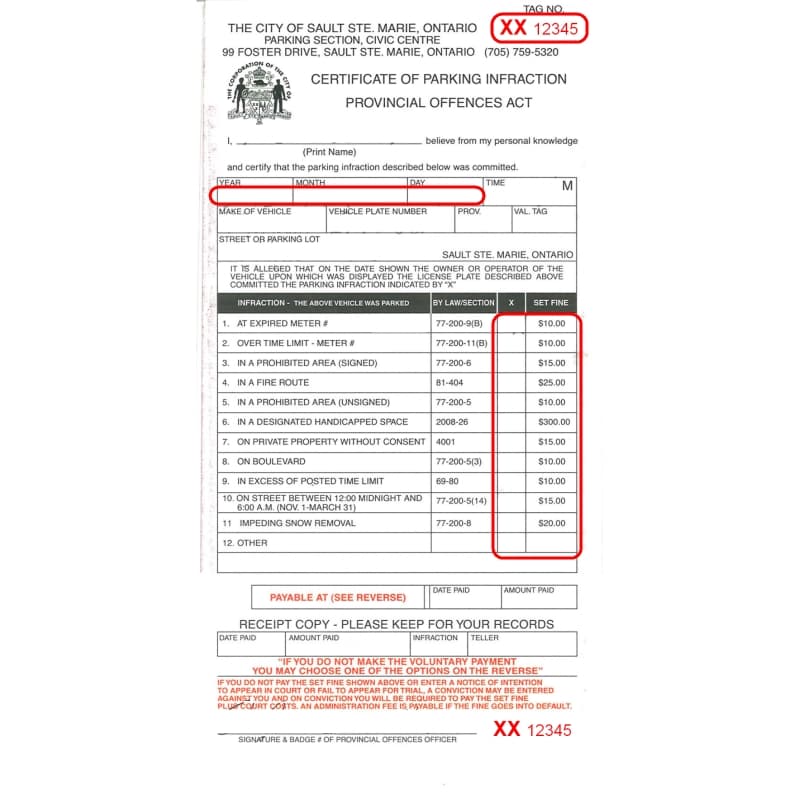 TAG NO.
XX 12345
THE CITY OF SAULT STE. MARIE, ONTARIO
PARKING SECTION, CIVIC CENTRE
99 FOSTER DRIVE, SAULT STE. MARIE, ONTARIO (705) 759-5320
THE CORPORATION OF THE CITY OF
CERTIFICATE OF PARKING INFRACTION
PROVINCIAL OFFENCES ACT
I, believe from my personal knowledge
(Print Name)
and certify that the parking infraction described below was committed.
YEAR MONTH DAY TIME M
MAKE OF VEHICLE VEHICLE PLATE NUMBER PROV. VAL. TAG
STREET OR PARKING LOT
SAULT STE. MARIE, ONTARIO
IT IS ALLEGED THAT ON THE DATE SHOWN THE OWNER OR OPERATOR OF THE
VEHICLE UPON WHICH WAS DISPLAYED THE LICENSE PLATE DESCRIBED ABOVE
COMMITTED THE PARKING INFRACTION INDICATED BY "X"
INFRACTION - THE ABOVE VEHICLE WAS PARKED BY LAW/SECTION X SET FINE
1. AT EXPIRED METER # 77-200-9(B) $10.00
2. OVER TIME LIMIT - METER # 77-200-11(B) $10.00
3. IN A PROHIBITED AREA (SIGNED) 77-200-6 $15.00
4. IN A FIRE ROUTE 81-404 $25.00
5. IN A PROHIBITED AREA (UNSIGNED) 77-200-5 $10.00
6. IN A DESIGNATED HANDICAPPED SPACE 2008-26 $300.00
7. ON PRIVATE PROPERTY WITHOUT CONSENT 4001 $15.00
8. ON BOULEVARD 77-200-5(3) $10.00
9. IN EXCESS OF POSTED TIME LIMIT 69-80 $10.00
10. ON STREET BETWEEN 12:00 MIDNIGHT AND
6:00 A.M. (NOV. 1-MARCH 31) 77-200-5(14) $15.00
11 IMPEDING SNOW REMOVAL 77-200-8 $20.00
12. OTHER
PAYABLE AT (SEE REVERSE) DATE PAID AMOUNT PAID
RECEIPT COPY - PLEASE KEEP FOR YOUR RECORDS
DATE PAID AMOUNT PAID INFRACTION TELLER
"IF YOU DO NOT MAKE THE VOLUNTARY PAYMENT
YOU MAY CHOOSE ONE OF THE OPTIONS ON THE REVERSE"
IF YOU DO NOT PAY THE SET FINE SHOWN ABOVE OR ENTER A NOTICE OF INTENTION
TO APPEAR IN COURT OR FAIL TO APPEAR FOR TRIAL, A CONVICTION MAY BE ENTERED
AGAINST YOU AND ON CONVICTION YOU WILL BE REQUIRED TO PAY THE SET FINE
PLUS COURT COSTS. AN ADMINISTRATION FEE IS PAYABLE IF THE FINE GOES INTO DEFAULT.
XX 12345
SIGNATURE & BADGE # OF PROVINCIAL OFFENCES OFFICER